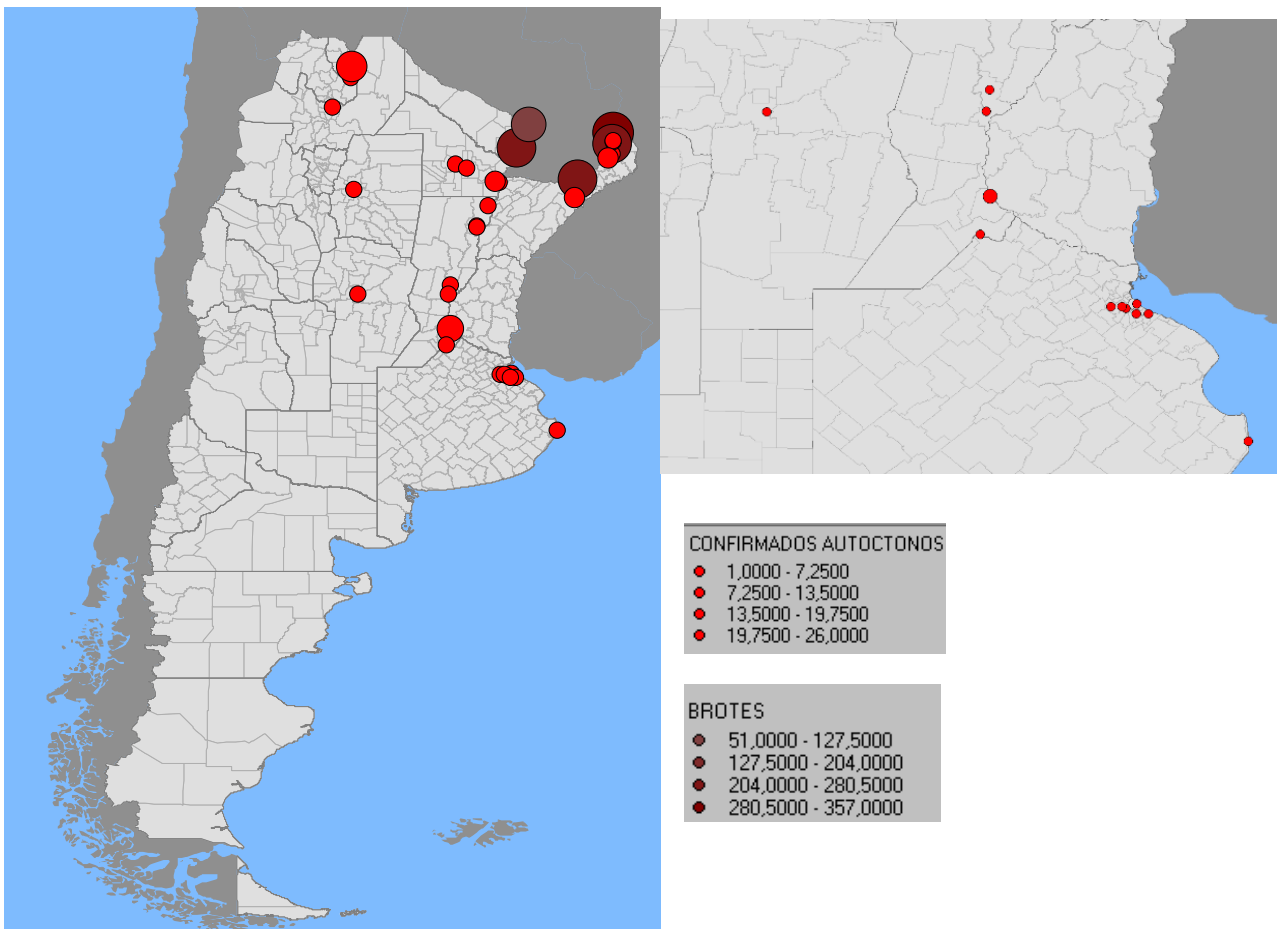 CONFIRMADOS AUTOCTONOS
1,0000 - 7,2500
7,2500 - 13,5000
13,5000 - 19,7500
19,7500 - 26,0000
BROTES
51,0000 - 127,5000
127,5000 - 204,0000
204,0000 - 280,5000
280,5000 - 357,0000